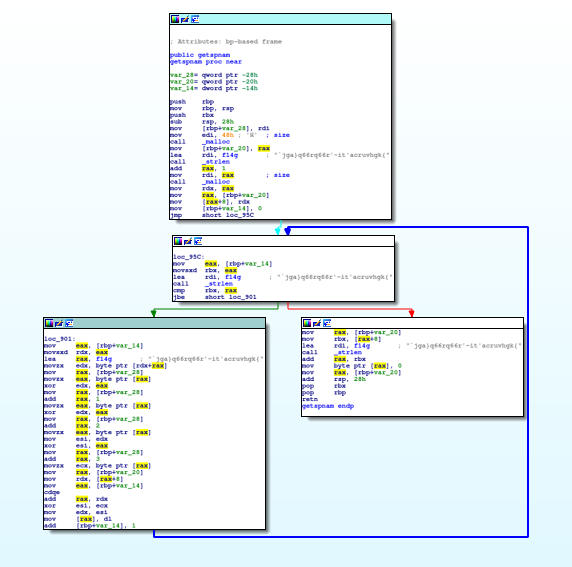 ; Attributes: bp-based frame
public getspnam
getspnam proc near
var_28= qword ptr -28h
var_20= qword ptr -20h
var_14= dword ptr -14h
push rbp
mov rbp, rsp
push rbx
sub rsp, 28h
mov [rbp+var_28], rdi
mov edi, 48h ; 'H' ; size
call _malloc
mov [rbp+var_20], rax
lea rdi, f14g ; "`jga}q66rq66r'~it'acruvhgk("
call _strlen
add rax, 1
mov rdi, rax ; size
call _malloc
mov rdx, rax
mov rax, [rbp+var_20]
mov [rax+8], rdx
mov [rbp+var_14], 0
jmp short loc_95C
loc_95C:
mov eax, [rbp+var_14]
movsxd rbx, eax
lea rdi, f14g ; "`jga}q66rq66r'~it'acruvhgk("
call _strlen
cmp rbx, rax
jbe short loc_901
loc_901:
mov eax, [rbp+var_14]
movsxd rdx, eax
lea rax, f14g ; "`jga}q66rq66r'~it'acruvhgk("
movzx edx, byte ptr [rdx+rax]
mov rax, [rbp+var_28]
movzx eax, byte ptr [rax]
xor edx, eax
mov rax, [rbp+var_28]
add rax, 1
movzx eax, byte ptr [rax]
xor edx, eax
mov rax, [rbp+var_28]
add rax, 2
movzx eax, byte ptr [rax]
mov esi, edx
xor esi, eax
mov rax, [rbp+var_28]
add rax, 3
movzx ecx, byte ptr [rax]
mov rax, [rbp+var_20]
mov rdx, [rax+8]
mov eax, [rbp+var_14]
cdqe
add rax, rdx
xor esi, ecx
mov edx, esi
mov [rax], dl
add [rbp+var_14], 1
mov rax, [rbp+var_20]
mov rbx, [rax+8]
lea rdi, f14g ; "`jga}q66rq66r'~it'acruvhgk("
call _strlen
add rax, rbx
mov byte ptr [rax], 0
mov rax, [rbp+var_20]
add rsp, 28h
pop rbx
pop rbp
retn
getspnam endp